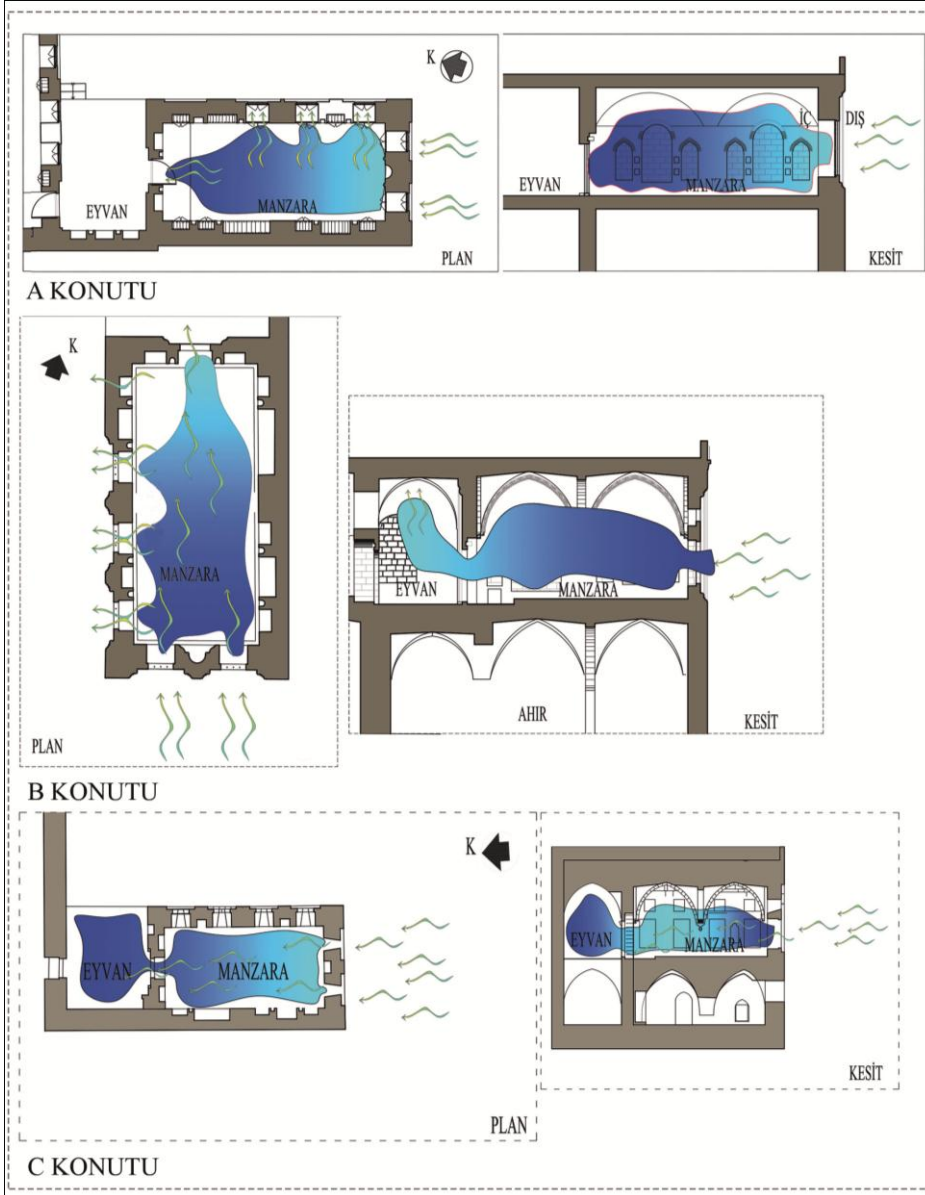 K
EYVAN
MANZARA
PLAN
İÇ
DIŞ
EYVAN
MANZARA
KESİT
A KONUTU
K
MANZARA
PLAN
EYVAN
MANZARA
AHIR
KESİT
B KONUTU
K
EYVAN
MANZARA
PLAN
EYVAN
MANZARA
KESİT
C KONUTU